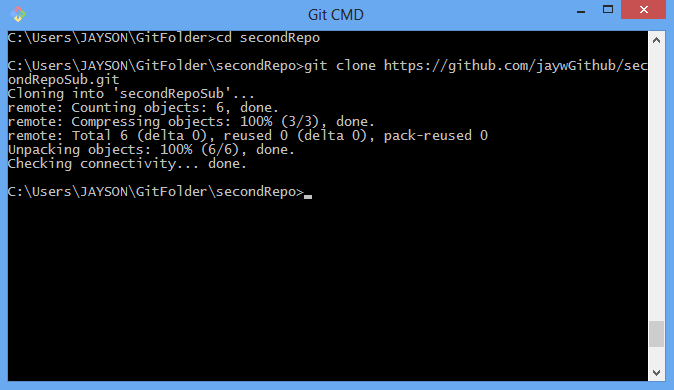 Git CMD
C:\Users\JAYSON\GitFolder>cd secondRepo
C:\Users\JAYSON\GitFolder\secondRepo>git clone https://github.com/jaywGithub/sec
ondRepoSub.git
Cloning into 'secondRepoSub'...
remote: Counting objects: 6, done.
remote: Compressing objects: 100% (3/3), done.
remote: Total 6 (delta 0), reused 0 (delta 0), pack-reused 0
Unpacking objects: 100% (6/6), done.
Checking connectivity... done.
C:\Users\JAYSON\GitFolder\secondRepo>